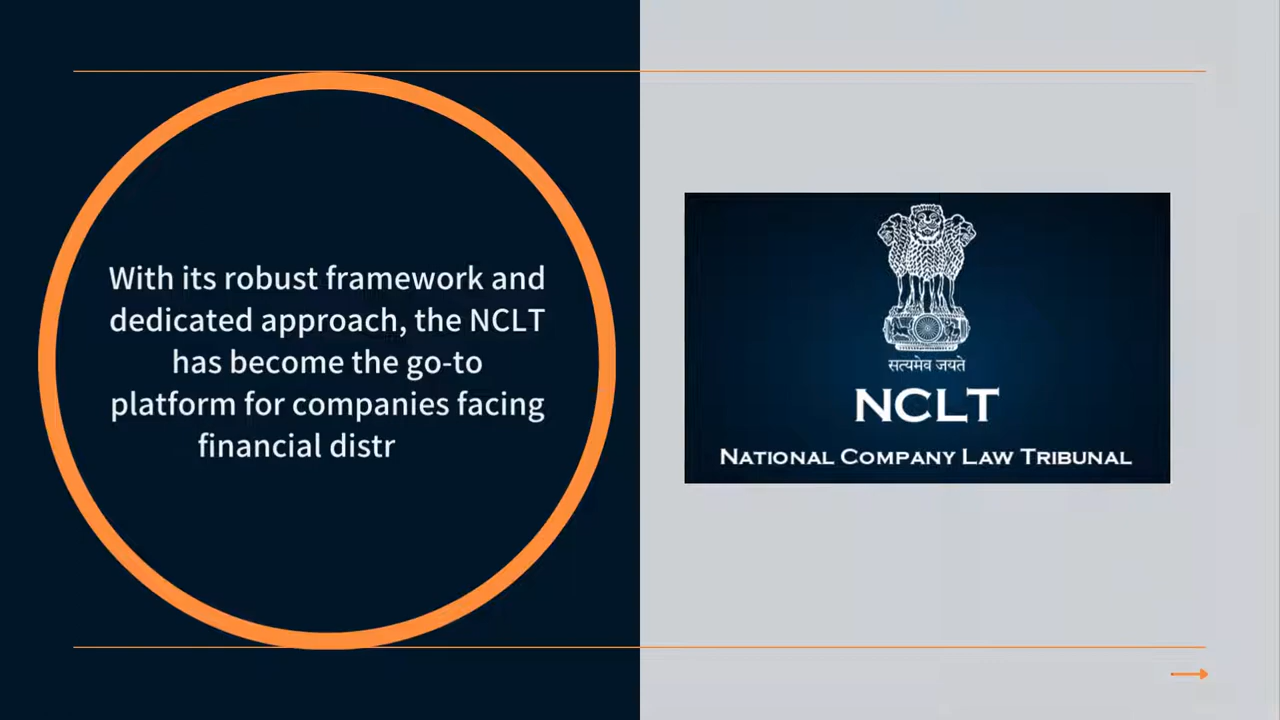 With its robust framework and
dedicated approach, the NCLT
has become the go-to
platform for companies facing
financial distr
सत्यमेव जयते
NCLT
National Company Law Tribunal